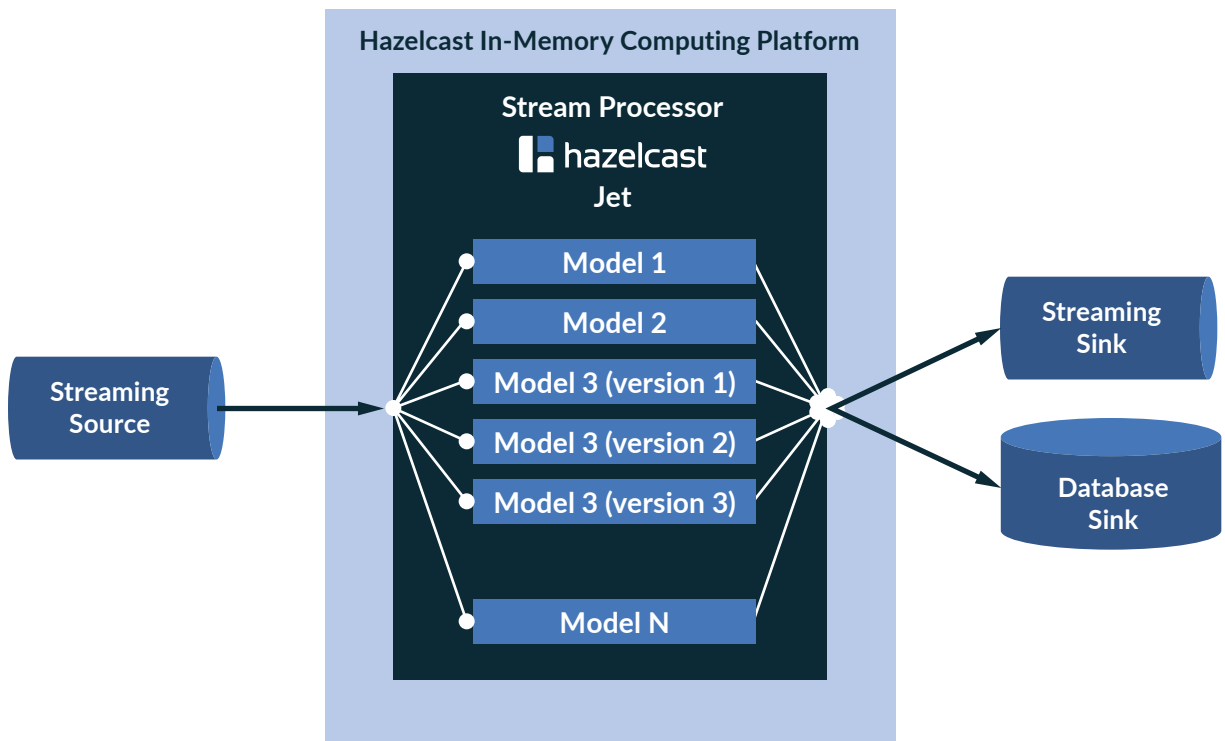 Hazelcast In-Memory Computing Platform
Stream Processor
hazelcast
Jet
Model 1
Model 2
Model 3 (version 1)
Model 3 (version 2)
Model 3 (version 3)
Model N
Streaming
Source
Streaming
Sink
Database
Sink